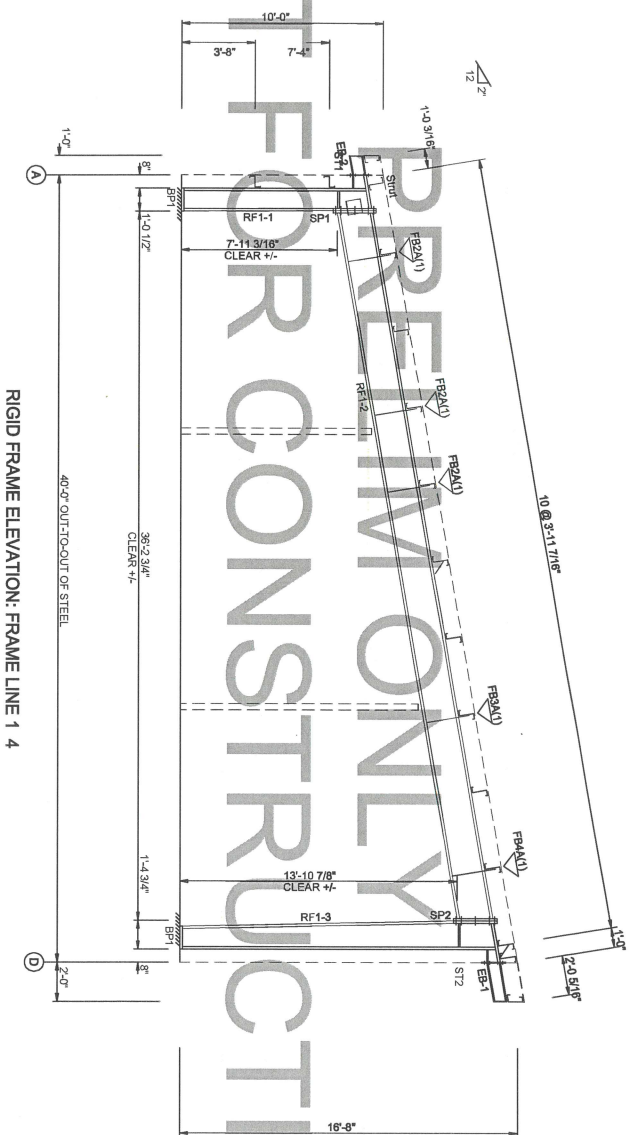 PRELIM ONLY
T FOR CONSTRUCTI
12
2"
1'-0 3/16"
10 @ 3'-11 7/16"
1'-0"
2'-0 5/16"
10'-0"
3'-8"
7'-4"
EB-2
ST1
Strut
FB2A(1)
FB2A(1)
FB2A(1)
FB3A(1)
FB4A(1)
RF1-1
SP1
RF1-2
7'-11 3/16"
CLEAR +/-
13'-10 7/8"
CLEAR +/-
RF1-3
SP2
ST2
EB-1
16'-8"
BP1
BP1
1'-0"
8"
1'-0 1/2"
36'-2 3/4"
CLEAR +/-
1'-4 3/4"
8"
2'-0"
A
40'-0" OUT-TO-OUT OF STEEL
D
RIGID FRAME ELEVATION: FRAME LINE 1 4